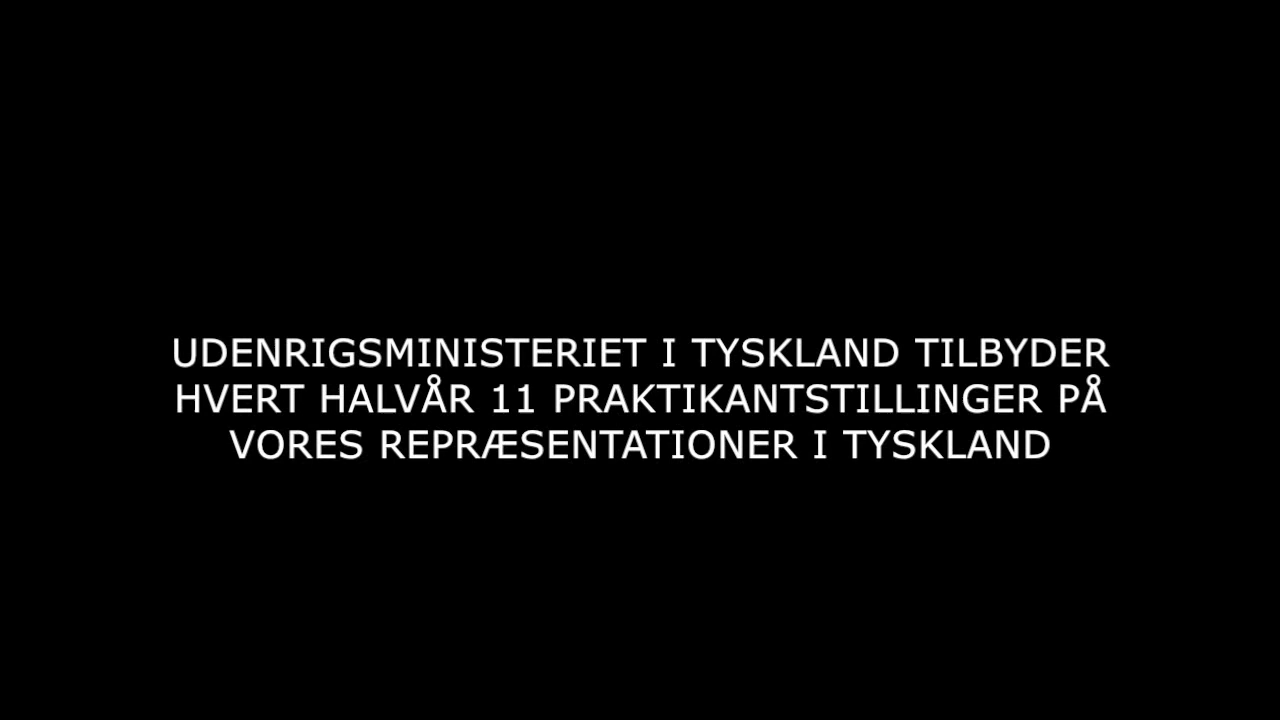 UDENRIGSMINISTERIET I TYSKLAND TILBYDER
HVERT HALVÅR 11 PRAKTIKANTSTILLINGER PÅ
VORES REPRÆSENTATIONER I TYSKLAND